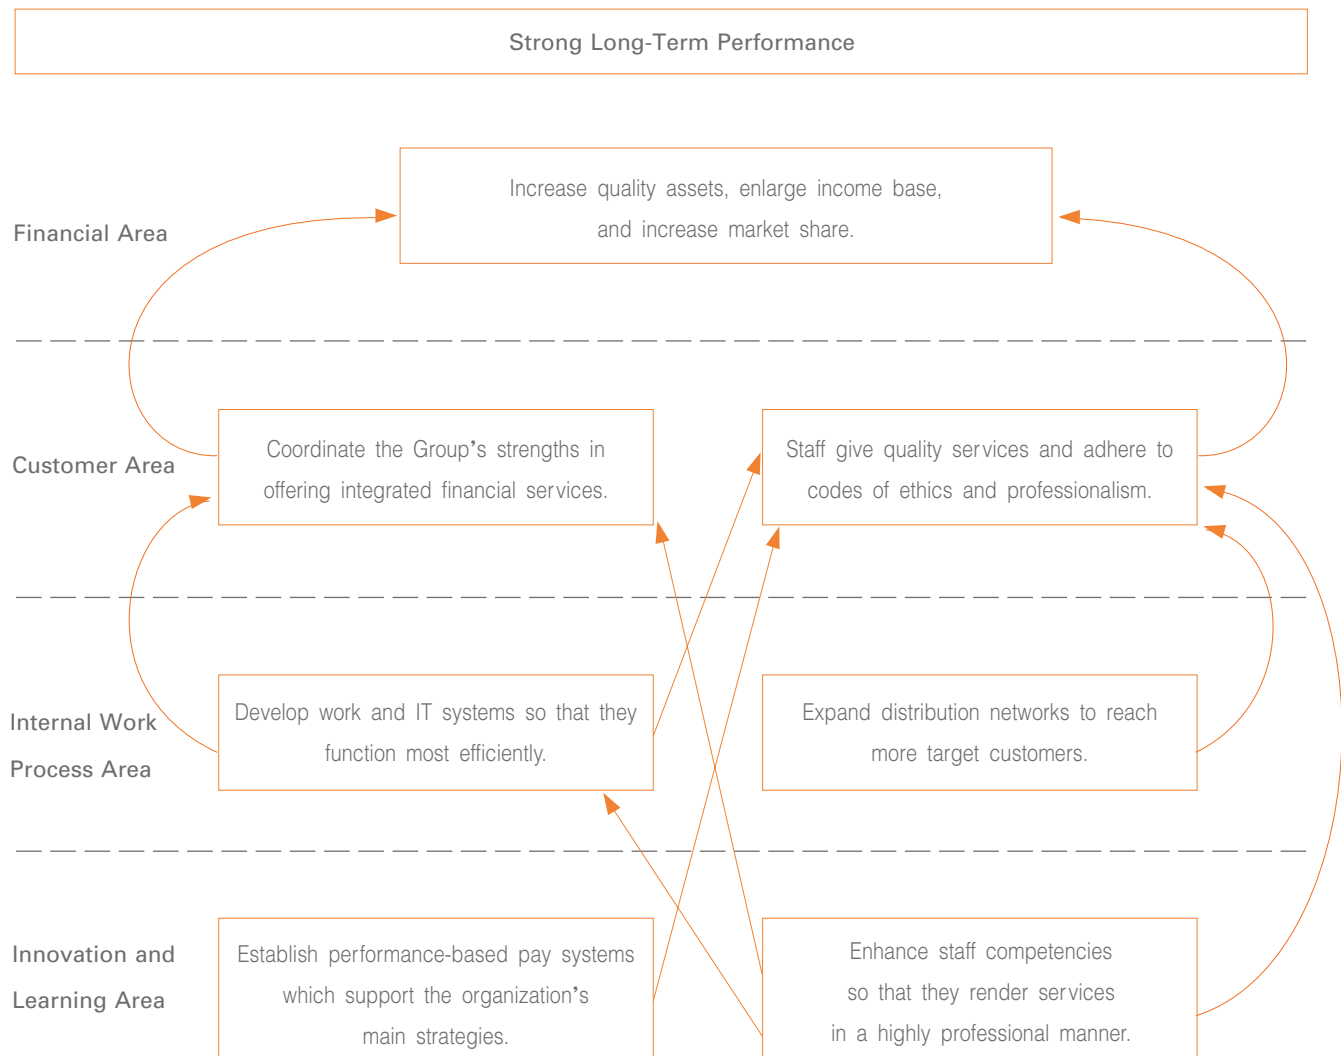 Strong Long-Term Performance
Financial Area
Increase quality assets, enlarge income base,
and increase market share.
Customer Area
Coordinate the Group's strengths in
offering integrated financial services.
Staff give quality services and adhere to
codes of ethics and professionalism.
Internal Work
Process Area
Develop work and IT systems so that they
function most efficiently.
Expand distribution networks to reach
more target customers.
Innovation and
Learning Area
Establish performance-based pay systems
which support the organization's
main strategies.
Enhance staff competencies
so that they render services
in a highly professional manner.